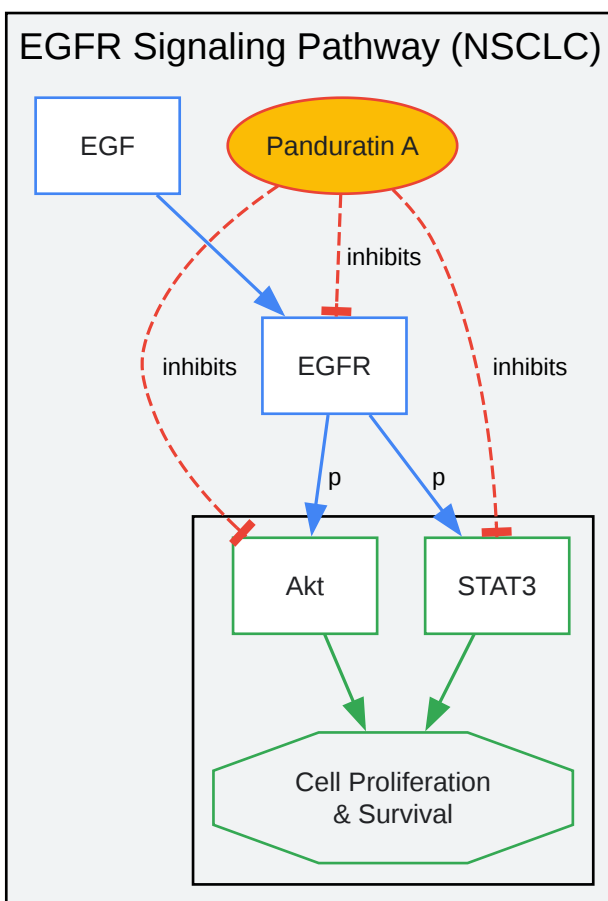 EGFR Signaling Pathway (NSCLC)
EGF
Panduratin A
inhibits
EGFR
inhibits
inhibits
p
p
Akt
STAT3
Cell Proliferation
& Survival